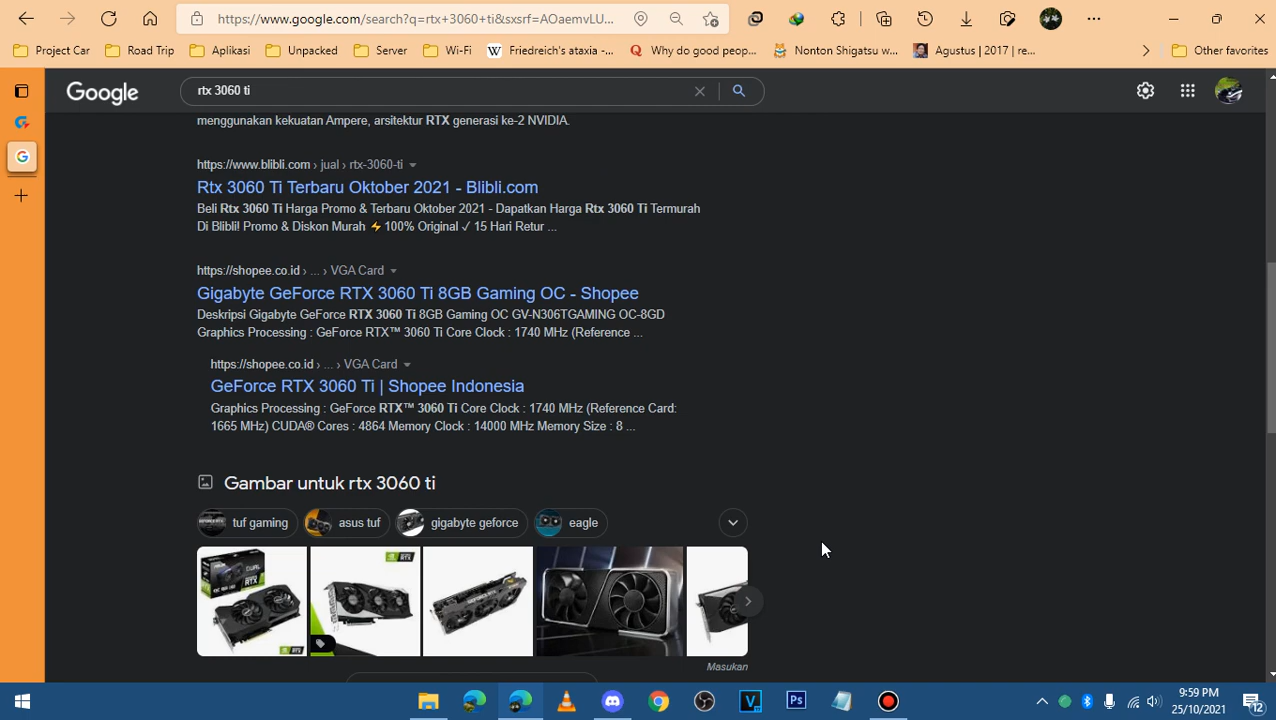 https://www.google.com/search?q=rtx+3060+ti&sxsrf=AOaemvLU...
Project Car
Road Trip
Aplikasi
Unpacked
Server
Wi-Fi
W Friedreich's ataxia -...
Q Why do good peop...
Nonton Shigatsu w...
Agustus | 2017 | re...
Other favorites
Google
rtx 3060 ti
menggunakan kekuatan Ampere, arsitektur RTX generasi ke-2 NVIDIA.
https://www.blibli.com › jual › rtx-3060-ti
Rtx 3060 Ti Terbaru Oktober 2021 - Blibli.com
Beli Rtx 3060 Ti Harga Promo & Terbaru Oktober 2021 - Dapatkan Harga Rtx 3060 Ti Termurah
Di Blibli! Promo & Diskon Murah ⚡100% Original ✓ 15 Hari Retur ...
https://shopee.co.id › ... › VGA Card
Gigabyte GeForce RTX 3060 Ti 8GB Gaming OC - Shopee
Deskripsi Gigabyte GeForce RTX 3060 Ti 8GB Gaming OC GV-N306TGAMING OC-8GD
Graphics Processing : GeForce RTX™ 3060 Ti Core Clock : 1740 MHz (Reference ...
https://shopee.co.id › ... › VGA Card
GeForce RTX 3060 Ti | Shopee Indonesia
Graphics Processing : GeForce RTX™ 3060 Ti Core Clock : 1740 MHz (Reference Card:
1665 MHz) CUDA® Cores : 4864 Memory Clock : 14000 MHz Memory Size : 8 ...
Gambar untuk rtx 3060 ti
tuf gaming
asus tuf
gigabyte geforce
eagle
Masukan
9:59 PM
25/10/2021
12